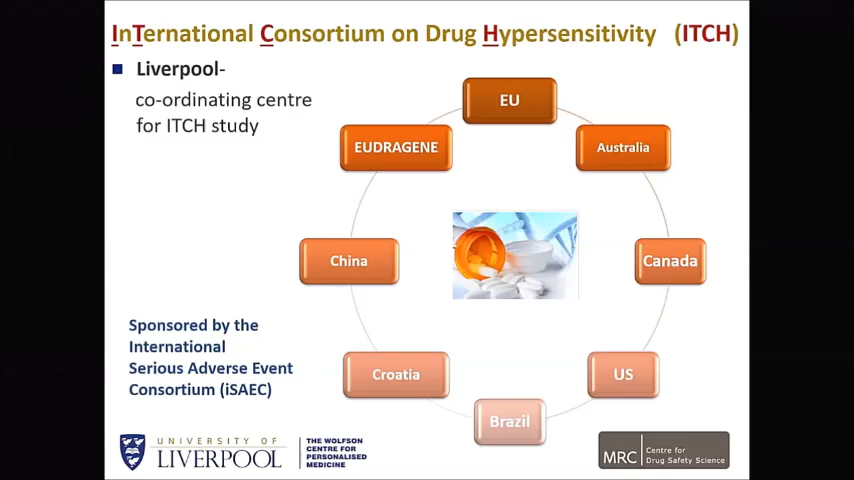 InTernational Consortium on Drug Hypersensitivity (ITCH)
Liverpool-
co-ordinating centre
for ITCH study
EU
EUDRAGENE
Australia
China
Canada
Croatia
US
Brazil
Sponsored by the
International
Serious Adverse Event
Consortium (iSAEC)
UNIVERSITY OF
LIVERPOOL
THE WOLFSON
CENTRE FOR
PERSONALISED
MEDICINE
MRC
Centre for
Drug Safety Science